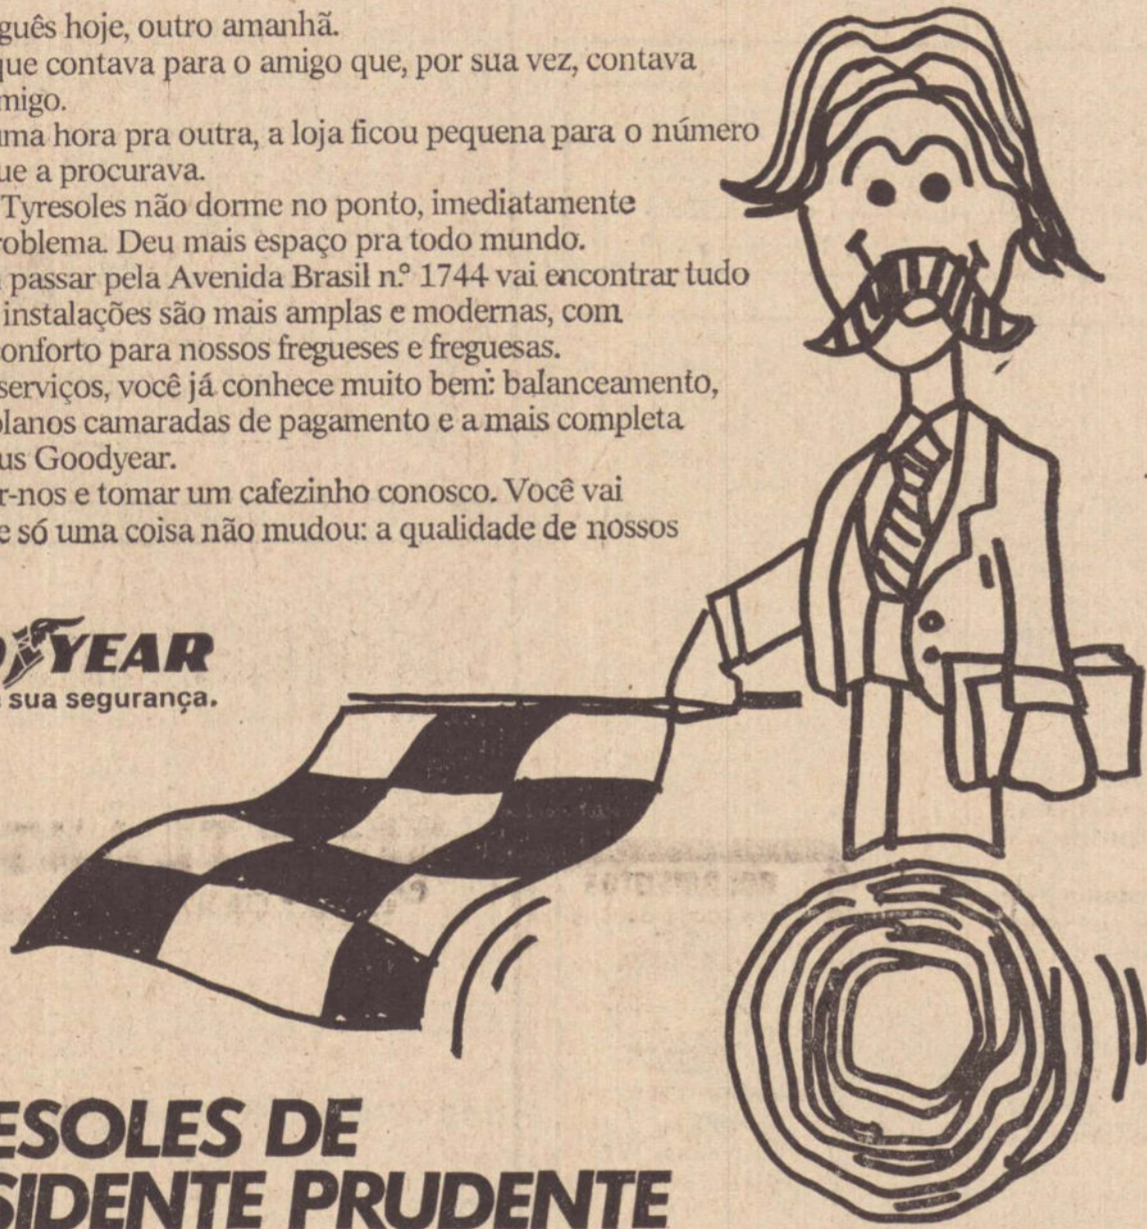 guês hoje, outro amanhã.
que contava para o amigo que, por sua vez, contava
migo.
uma hora pra outra, a loja ficou pequena para o número
ue a procurava.
Tyresoles não dorme no ponto, imediatamente
roblema. Deu mais espaço pra todo mundo.
passar pela Avenida Brasil n.º 1744 vai encontrar tudo
instalações são mais amplas e modernas, com
conforto para nossos fregueses e freguesas.
serviços, você já conhece muito bem: balanceamento,
planos camaradas de pagamento e a mais completa
us Goodyear.
r-nos e tomar um cafezinho conosco. Você vai
e só uma coisa não mudou: a qualidade de nossos
YEAR
sua segurança.
ESOLES DE
SIDENTE PRUDENTE